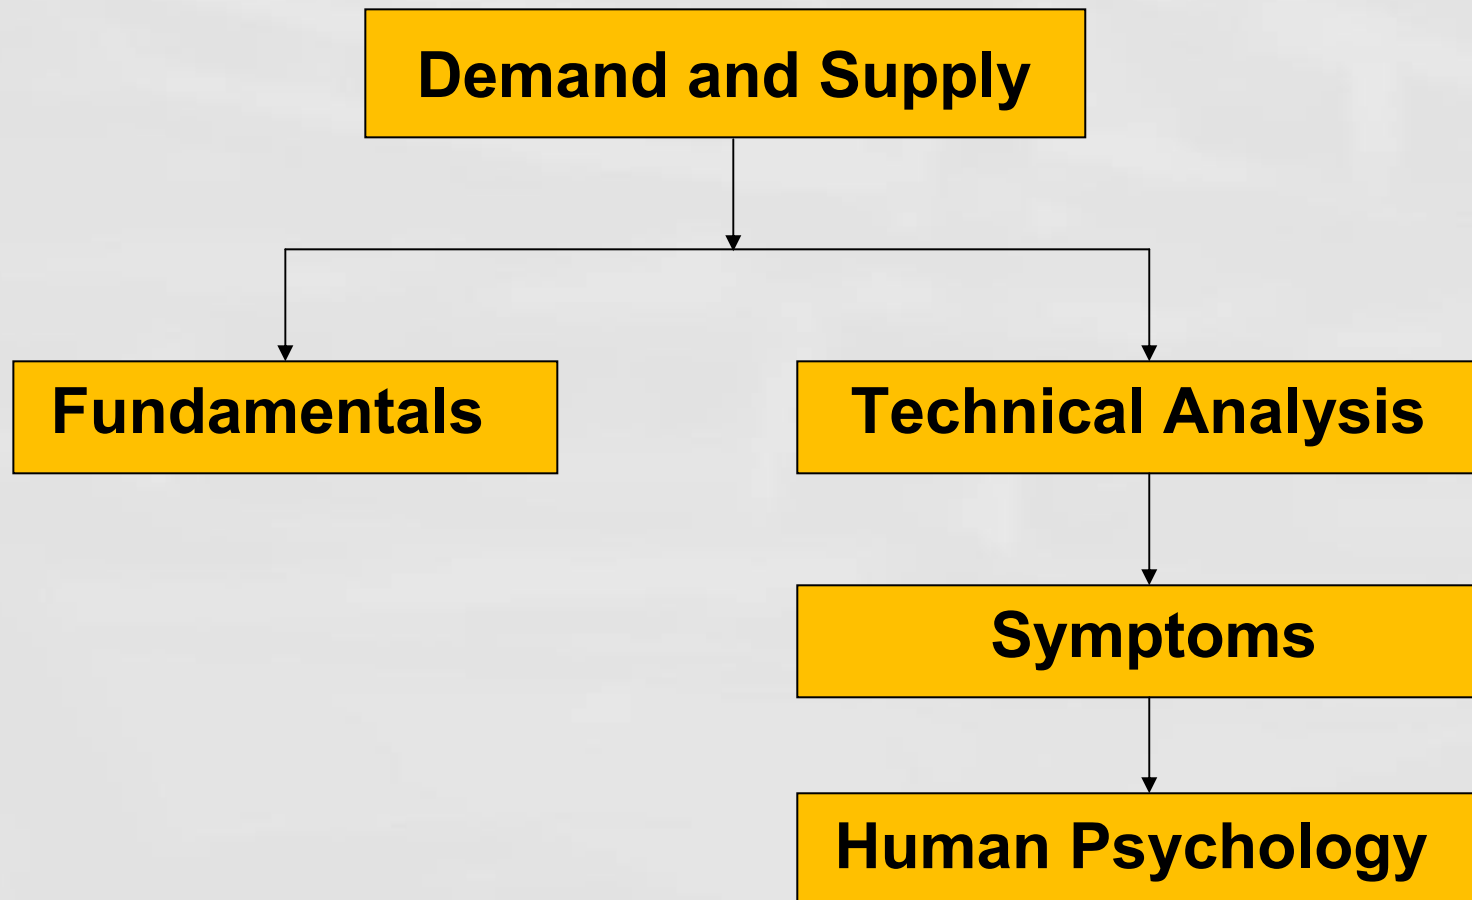 Demand and Supply
Fundamentals
Technical Analysis
Symptoms
Human Psychology